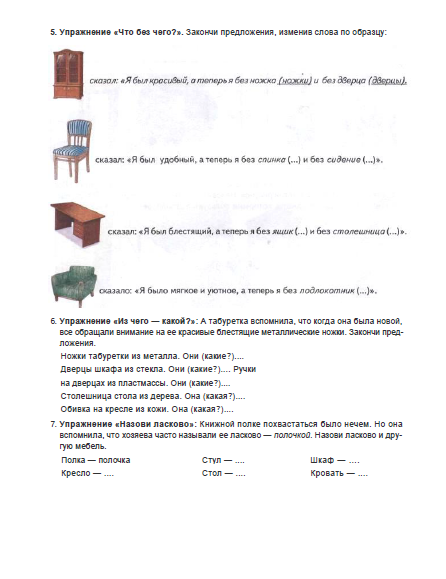 5. Упражнение «Что без чего?». Закончи предложения, изменив слова по образцу:
сказал: «Я был красивый, а теперь я без ножка (ножки) и без дверца (дверцы).
сказал: «Я был удобный, а теперь я без спинка (...) и без сидение (...)».
сказал: «Я был блестящий, а теперь я без ящик (...) и без столешница (...)».
сказало: «Я было мягкое и уютное, а теперь я без подлокотник (...)».
6. Упражнение «Из чего — какой?»: А табуретка вспомнила, что когда она была новой,
все обращали внимание на ее красивые блестящие металлические ножки. Закончи пред-
ложения.
Ножки табуретки из металла. Они (какие?)....
Дверцы шкафа из стекла. Они (какие?).... Ручки
на дверцах из пластмассы. Они (какие?)....
Столешница стола из дерева. Она (какая?)....
Обивка на кресле из кожи. Она (какая?)....
7. Упражнение «Назови ласково»: Книжной полке похвастаться было нечем. Но она
вспомнила, что хозяева часто называли ее ласково — полочкой. Назови ласково и дру-
гую мебель.
Полка — полочка Стул — .... Шкаф — ....
Кресло — .... Стол — .... Кровать — ....